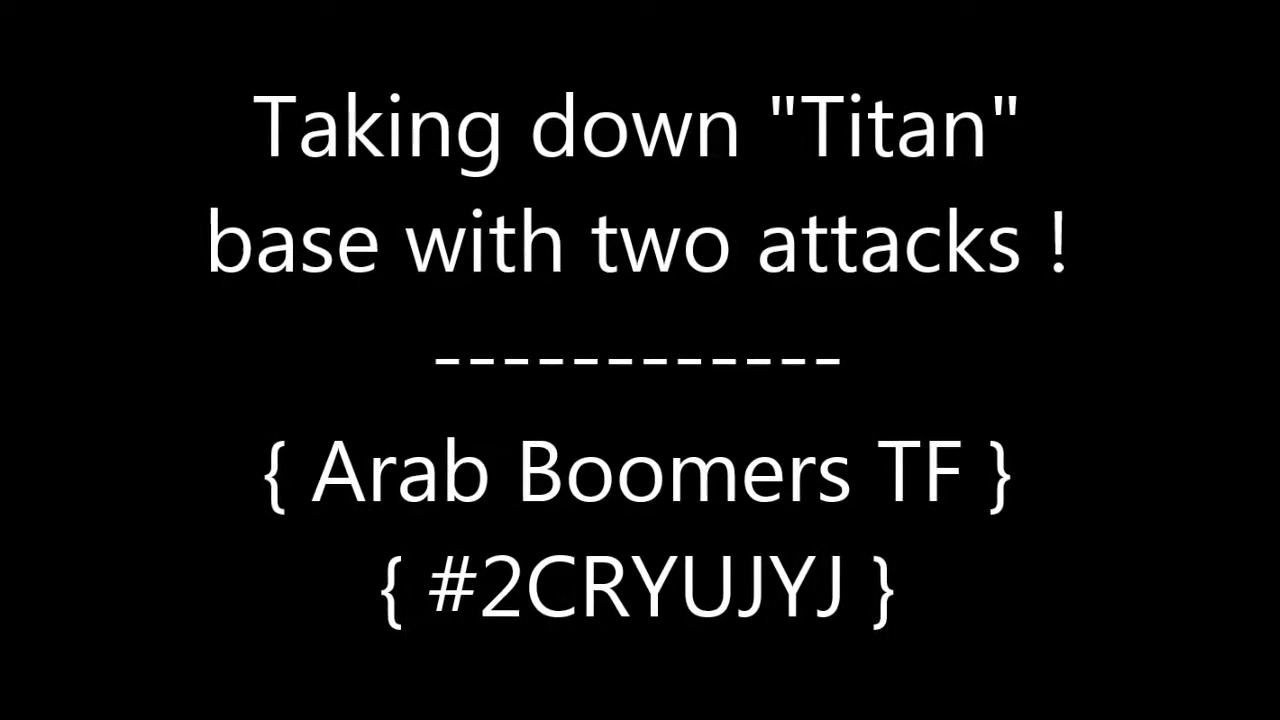 Taking down "Titan"
base with two attacks !
------------
{ Arab Boomers TF }
{ #2CRYUJYJ }